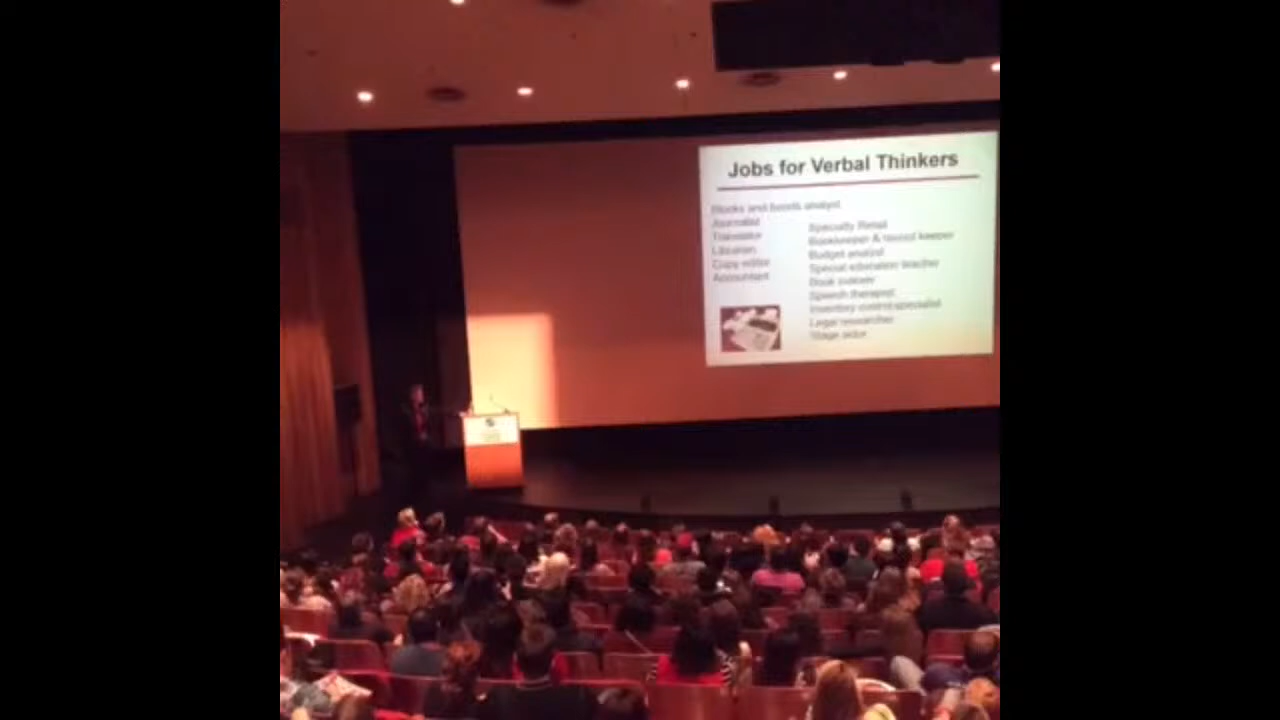 Jobs for Verbal Thinkers
Stocks and bonds analyst
Journalist
Translator
Librarian
Copy editor
Accountant
Specialty Retail
Bookkeeper & record keeper
Budget analyst
Special education teacher
Book indexer
Speech therapist
Inventory control specialist
Legal researcher
Stage actor